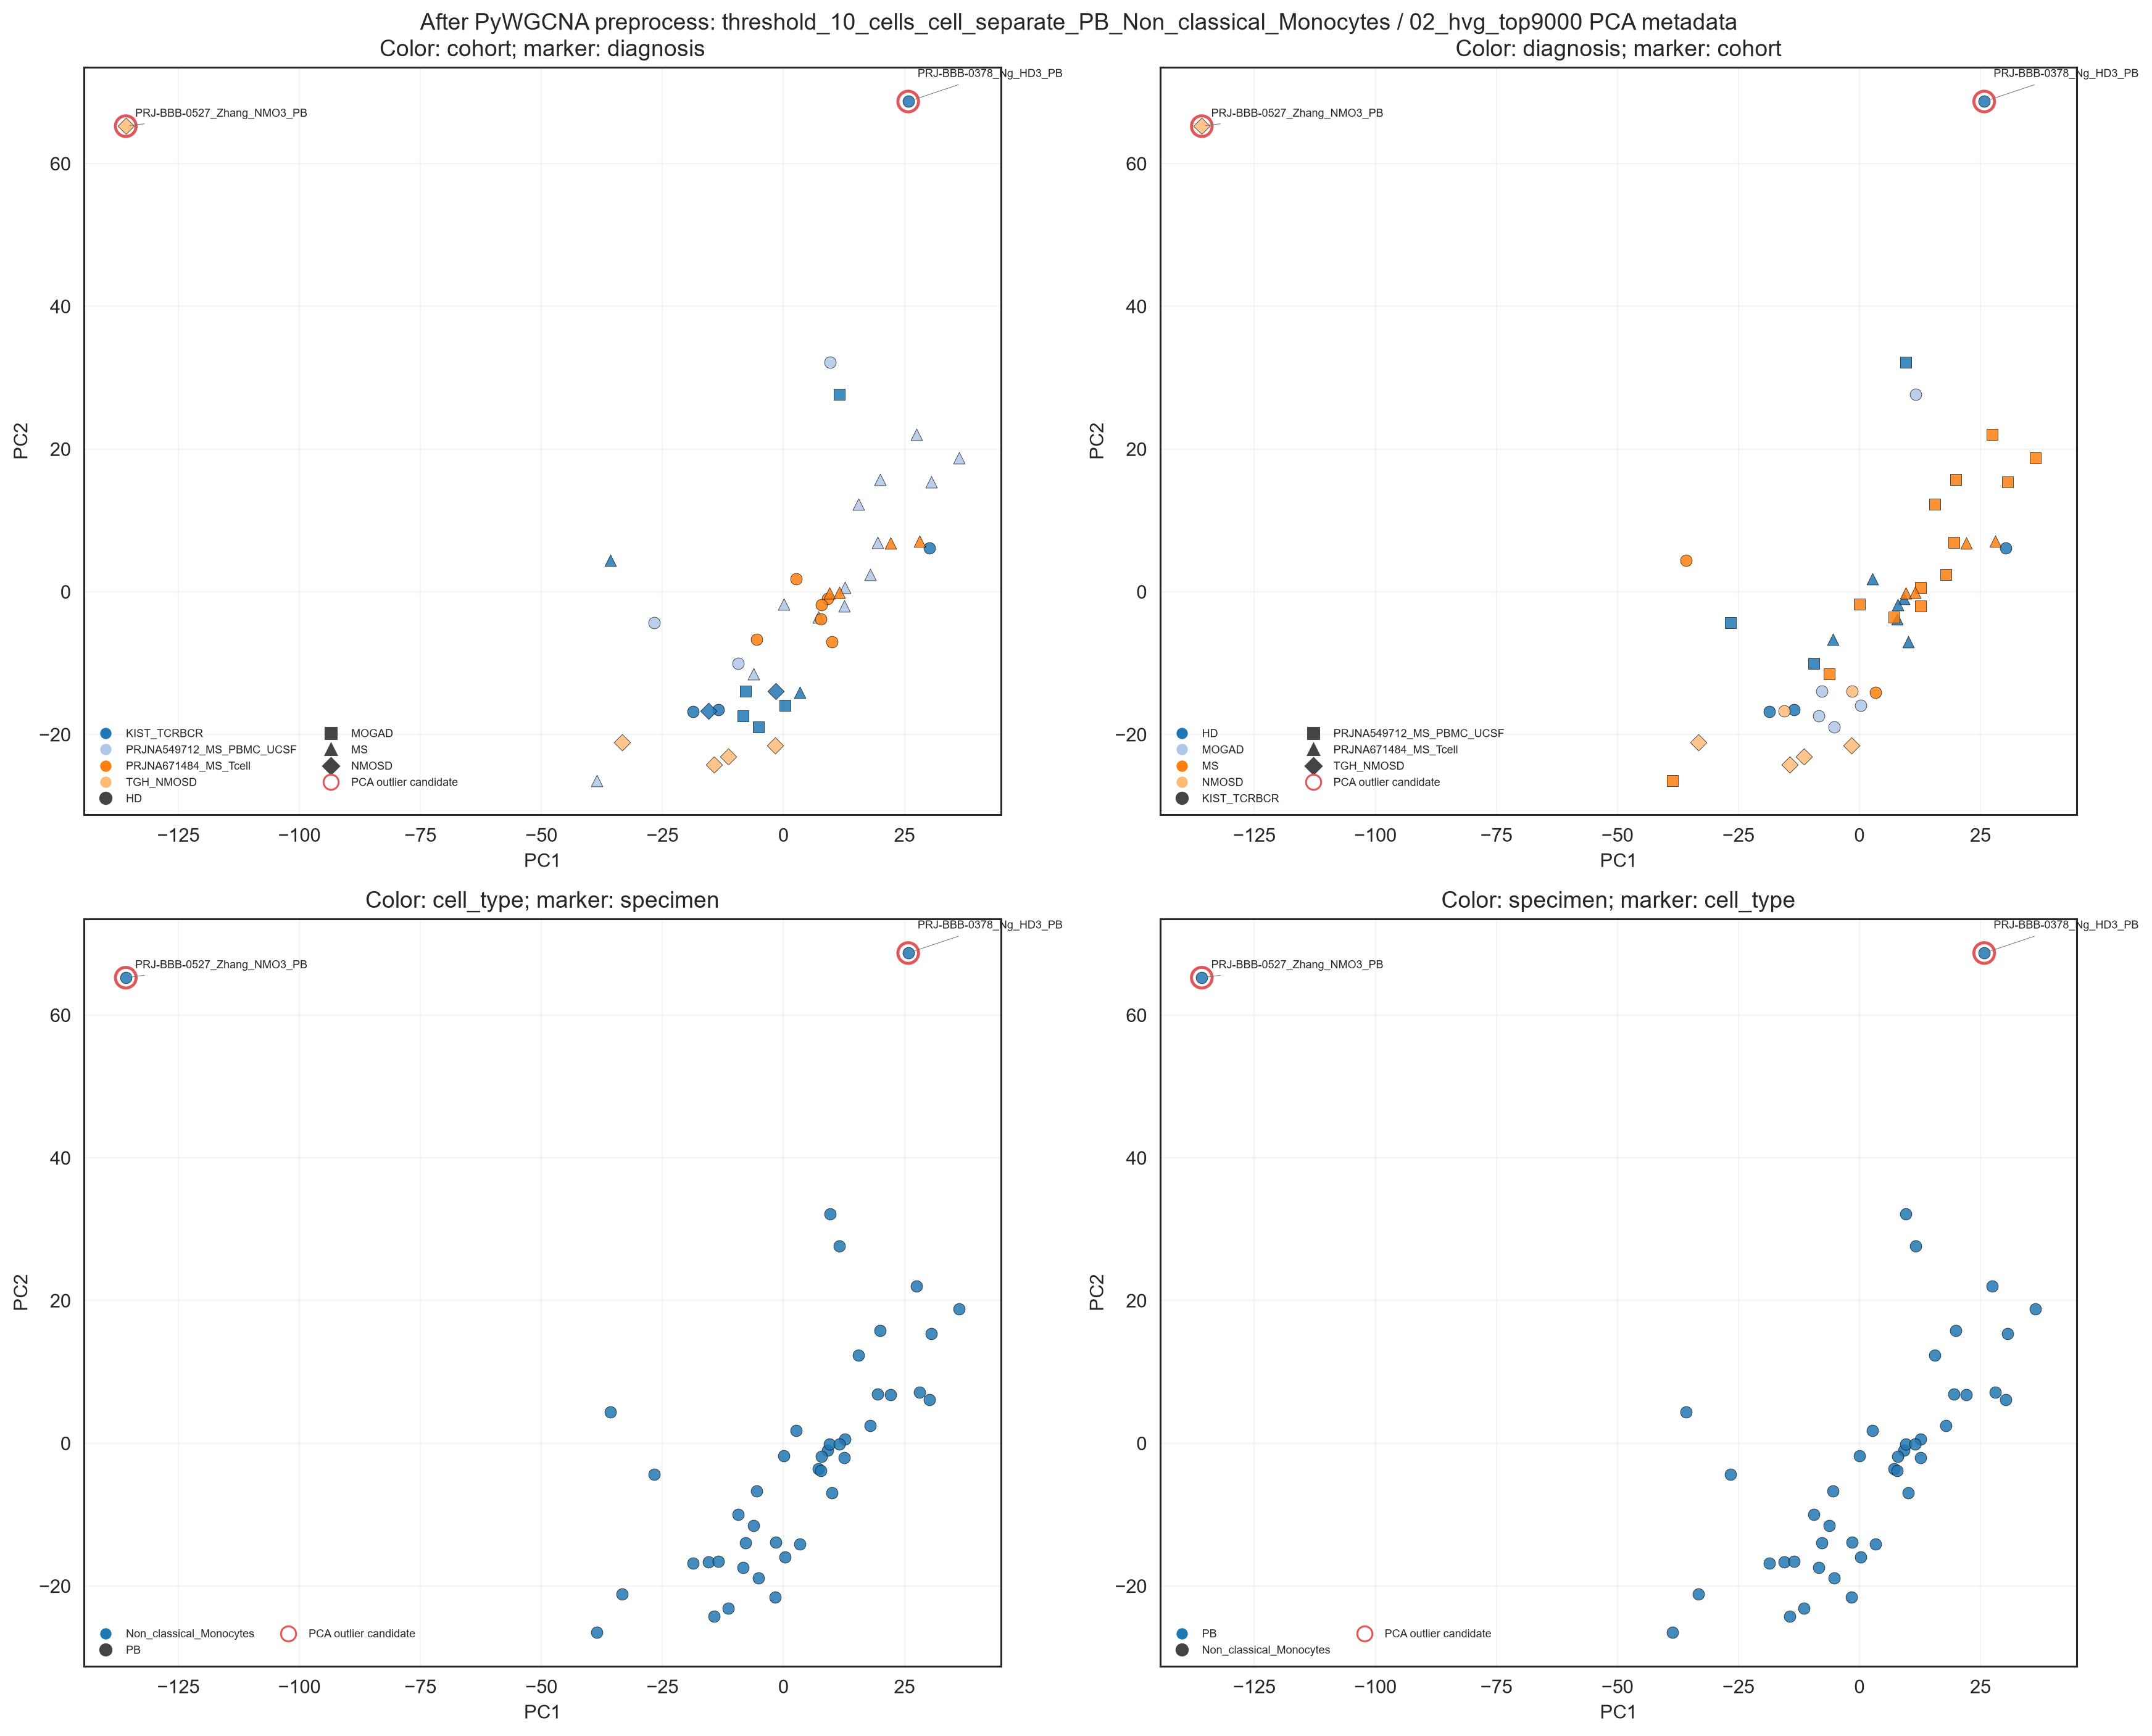 After PyWGCNA preprocess: threshold_10_cells_cell_separate_PB_Non_classical_Monocytes / 02_hvg_top9000 PCA metadata
Color: cohort; marker: diagnosis
PRJ-BBB-0378_Ng_HD3_PB
PRJ-BBB-0527_Zhang_NMO3_PB
60
40
20
0
−20
PC2
KIST_TCRBCR
PRJNA549712_MS_PBMC_UCSF
PRJNA671484_MS_Tcell
TGH_NMOSD
HD
MOGAD
MS
NMOSD
PCA outlier candidate
−125 −100 −75 −50 −25 0 25
PC1
Color: diagnosis; marker: cohort
PRJ-BBB-0378_Ng_HD3_PB
PRJ-BBB-0527_Zhang_NMO3_PB
60
40
20
0
−20
PC2
HD
MOGAD
MS
NMOSD
KIST_TCRBCR
PRJNA549712_MS_PBMC_UCSF
PRJNA671484_MS_Tcell
TGH_NMOSD
PCA outlier candidate
−125 −100 −75 −50 −25 0 25
PC1
Color: cell_type; marker: specimen
PRJ-BBB-0378_Ng_HD3_PB
PRJ-BBB-0527_Zhang_NMO3_PB
60
40
20
0
−20
PC2
Non_classical_Monocytes
PB
PCA outlier candidate
−125 −100 −75 −50 −25 0 25
PC1
Color: specimen; marker: cell_type
PRJ-BBB-0378_Ng_HD3_PB
PRJ-BBB-0527_Zhang_NMO3_PB
60
40
20
0
−20
PC2
PB
Non_classical_Monocytes
PCA outlier candidate
−125 −100 −75 −50 −25 0 25
PC1